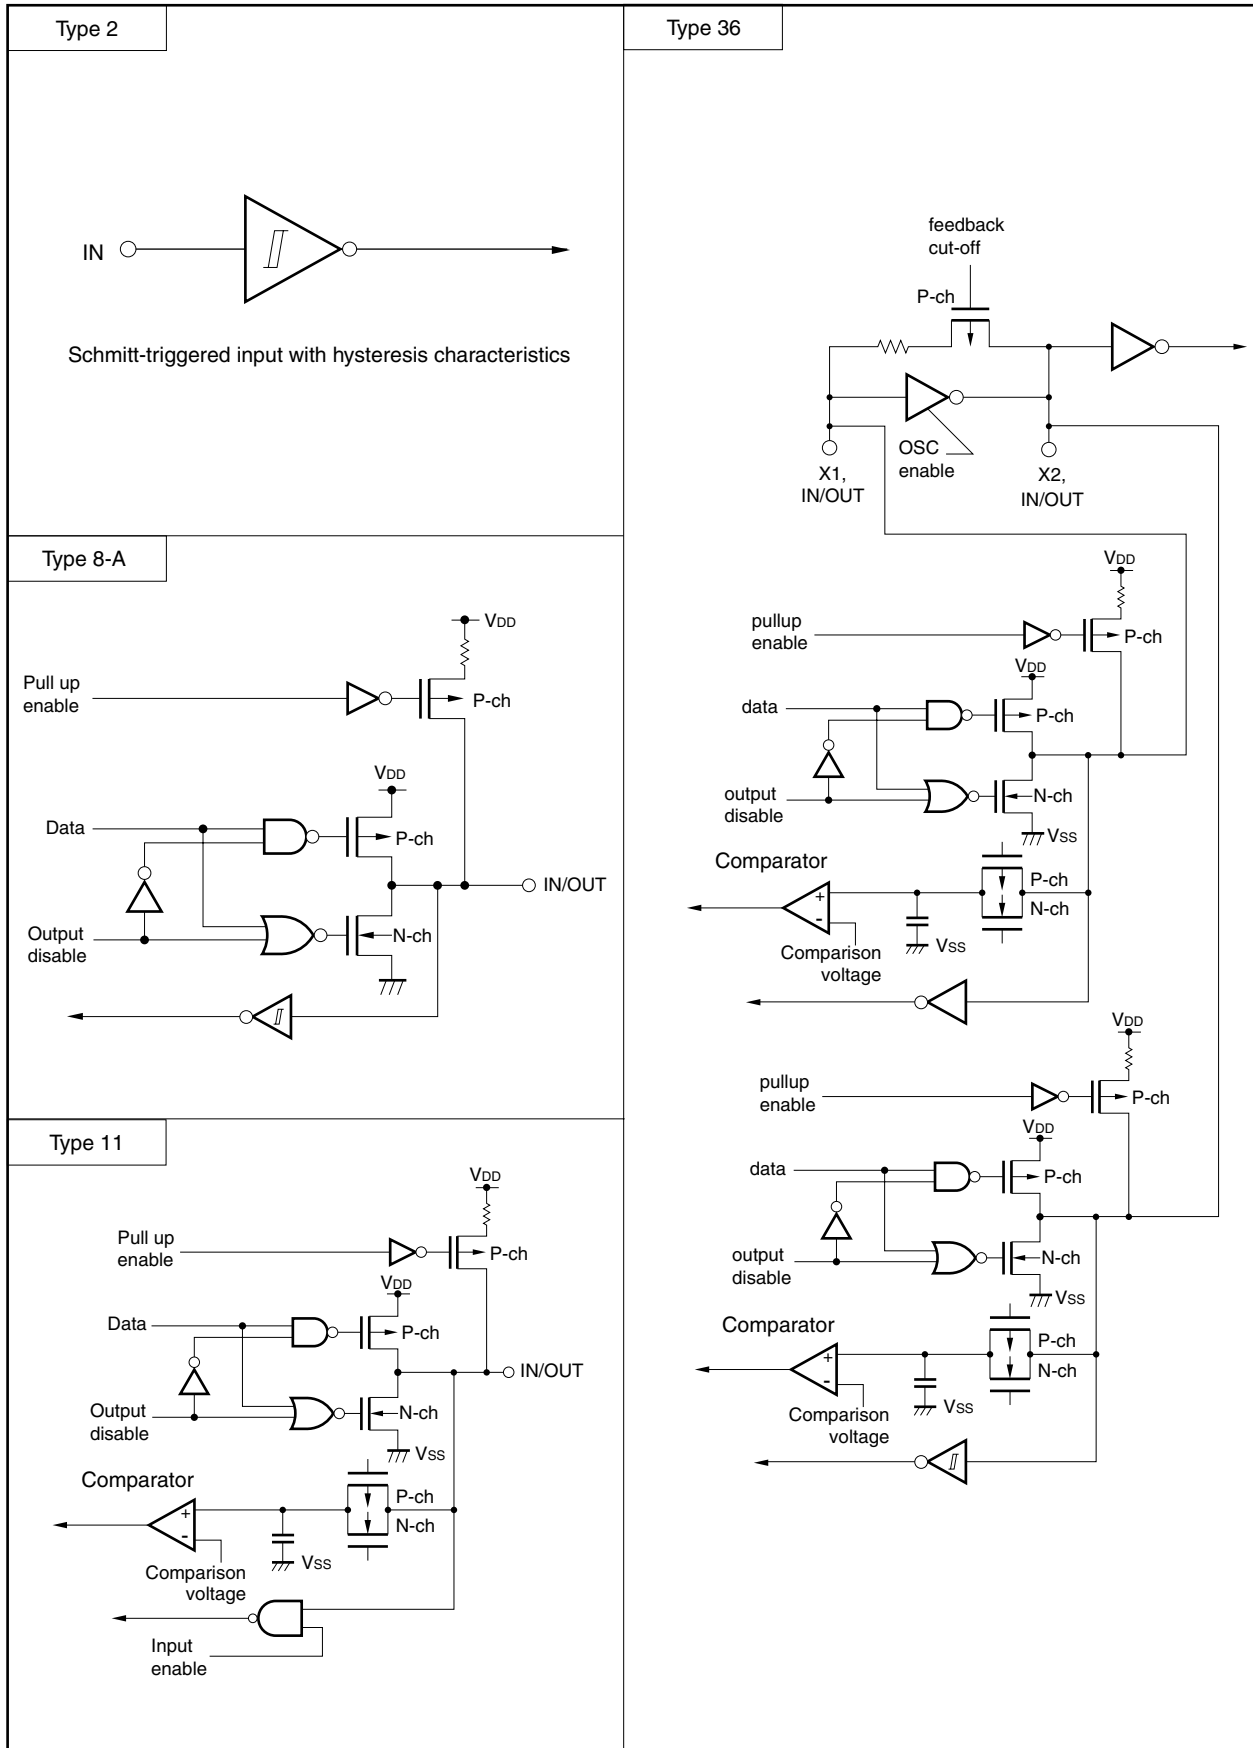 Type 2
IN
Schmitt-triggered input with hysteresis characteristics
Type 8-A
VDD
Pull up
enable
P-ch
VDD
Data
P-ch
IN/OUT
Output
disable
N-ch
Type 11
VDD
Pull up
enable
P-ch
VDD
Data
P-ch
IN/OUT
Output
disable
N-ch
VSS
Comparator
P-ch
N-ch
+
-
VSS
Comparison
voltage
Input
enable
Type 36
feedback
cut-off
P-ch
OSC
enable
X1,
IN/OUT
X2,
IN/OUT
VDD
pullup
enable
P-ch
VDD
data
P-ch
output
disable
N-ch
VSS
Comparator
P-ch
N-ch
+
-
VSS
Comparison
voltage
VDD
pullup
enable
P-ch
VDD
data
P-ch
output
disable
N-ch
VSS
Comparator
P-ch
N-ch
+
-
VSS
Comparison
voltage